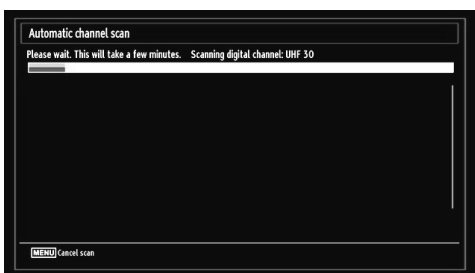 Automatic channel scan
Please wait. This will take a few minutes. Scanning digital channel: UHF 30
MENU Cancel scan